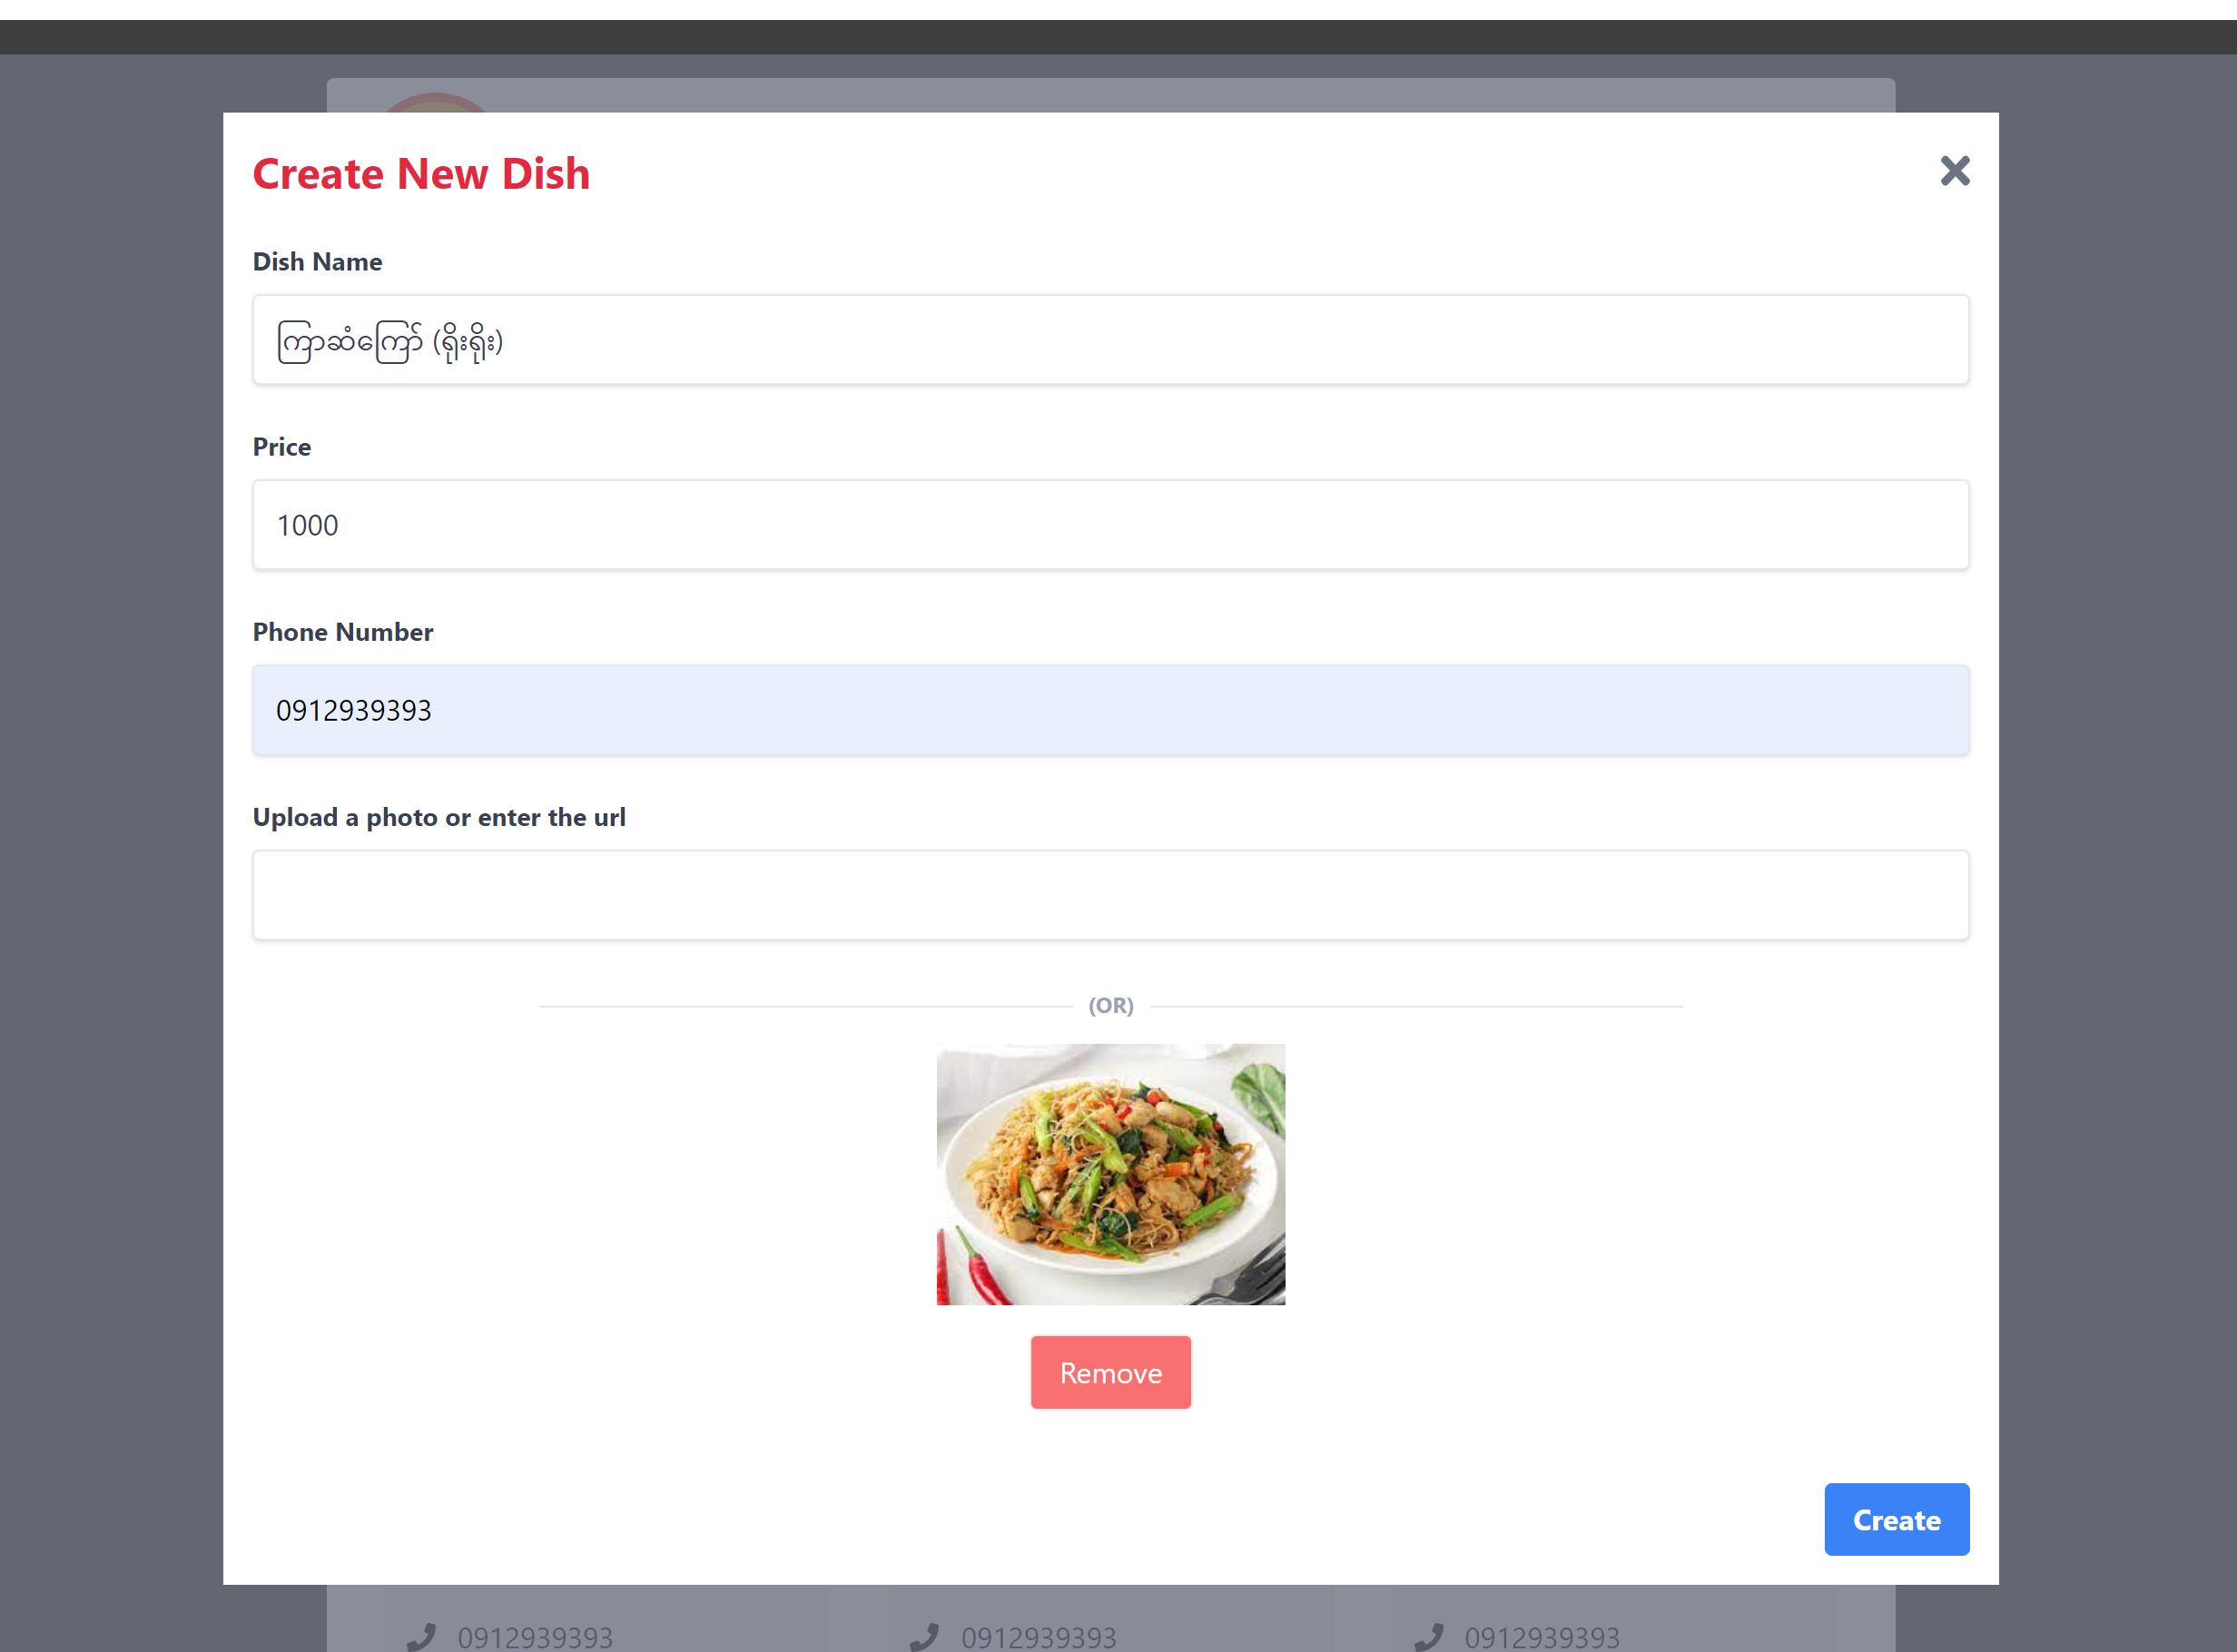 Create New Dish
Dish Name
ကြာဆံကြော် (ရိုးရိုး)
Price
1000
Phone Number
0912939393
Upload a photo or enter the url
(OR)
Remove
Create
0912939393 0912939393 0912939393